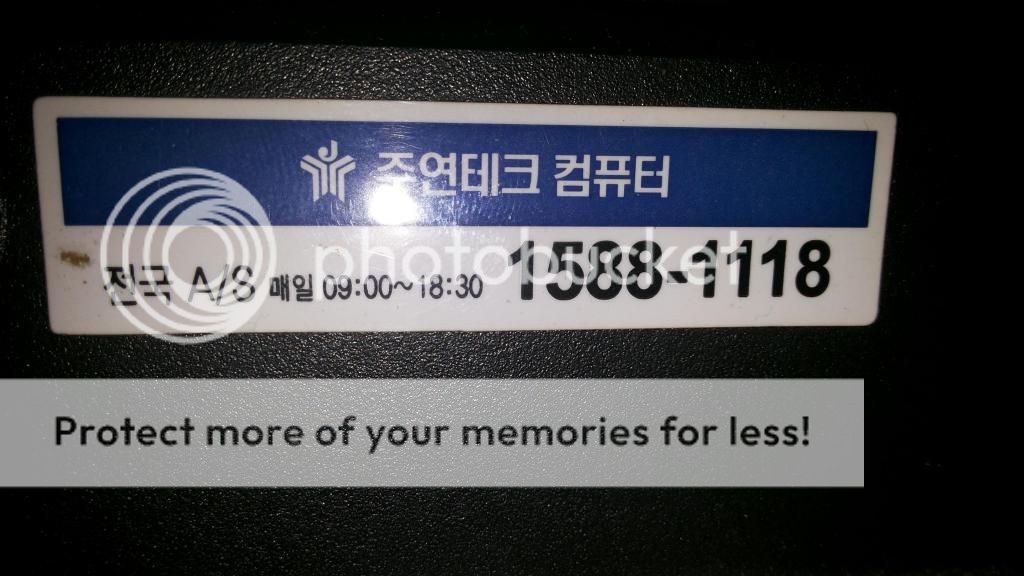 주연테크 컴퓨터
전국 A/S 매일 09:00~18:30 1588-1118
photobucket
Protect more of your memories for less!